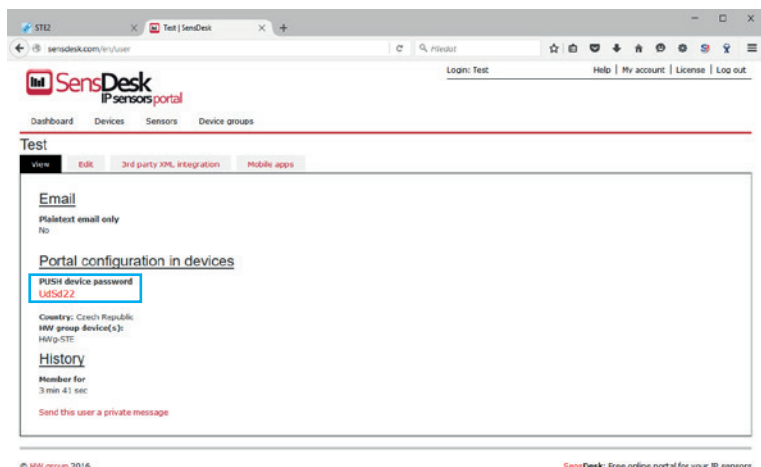 STE2
Test | SensDesk
sensdesk.com/en/user
Hledat
SensDesk
IP sensors portal
Login: Test
Help | My account | License | Log out
Dashboard Devices Sensors Device groups
Test
View Edit 3rd party XML integration Mobile apps
Email
Plaintext email only
No
Portal configuration in devices
PUSH device password
UdSd22
Country: Czech Republic
HW group device(s):
HWg-STE
History
Member for
3 min 41 sec
Send this user a private message
© HW group 2016
SensDesk: Free online portal for your IP sensors